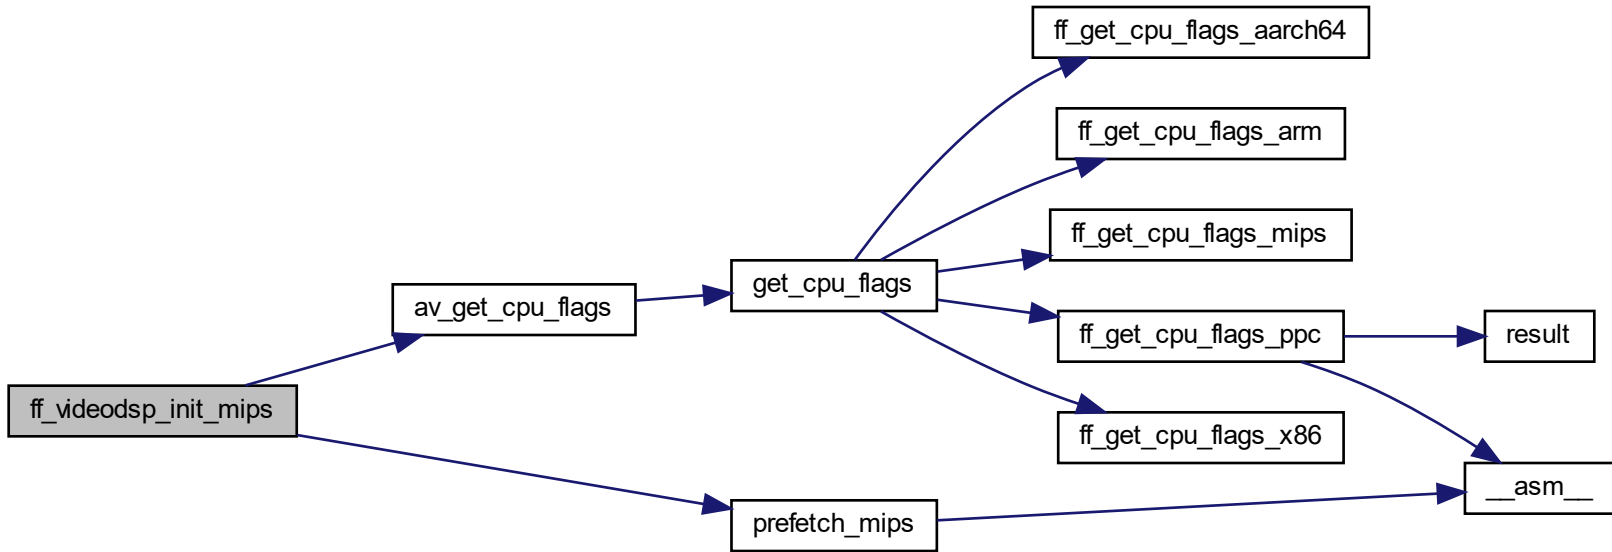 ff_get_cpu_flags_aarch64
ff_get_cpu_flags_arm
ff_get_cpu_flags_mips
get_cpu_flags
av_get_cpu_flags
ff_get_cpu_flags_ppc
result
ff_videodsp_init_mips
ff_get_cpu_flags_x86
__asm__
prefetch_mips